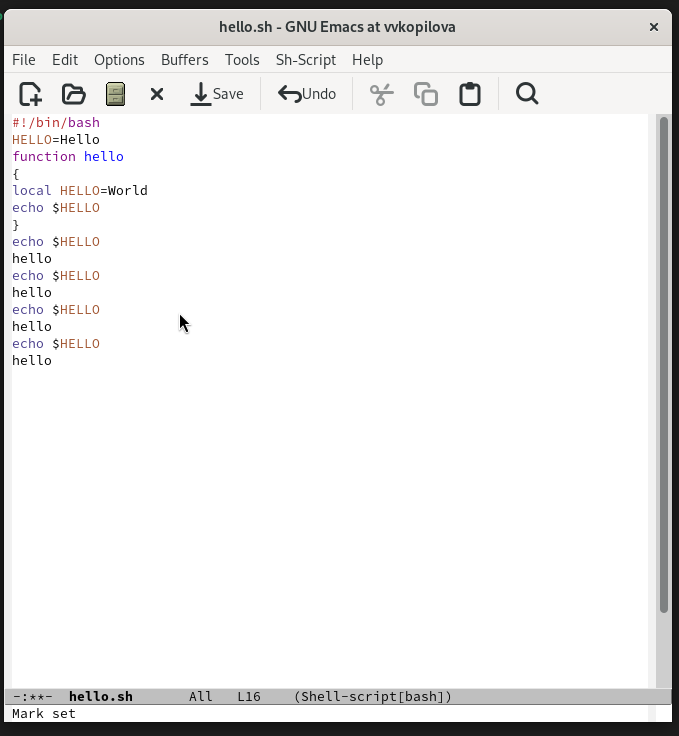 hello.sh - GNU Emacs at vvkopilova
File Edit Options Buffers Tools Sh-Script Help
Save Undo
#!/bin/bash
HELLO=Hello
function hello
{
local HELLO=World
echo $HELLO
}
echo $HELLO
hello
echo $HELLO
hello
echo $HELLO
hello
echo $HELLO
hello
-:**- hello.sh All L16 (Shell-script[bash])
Mark set